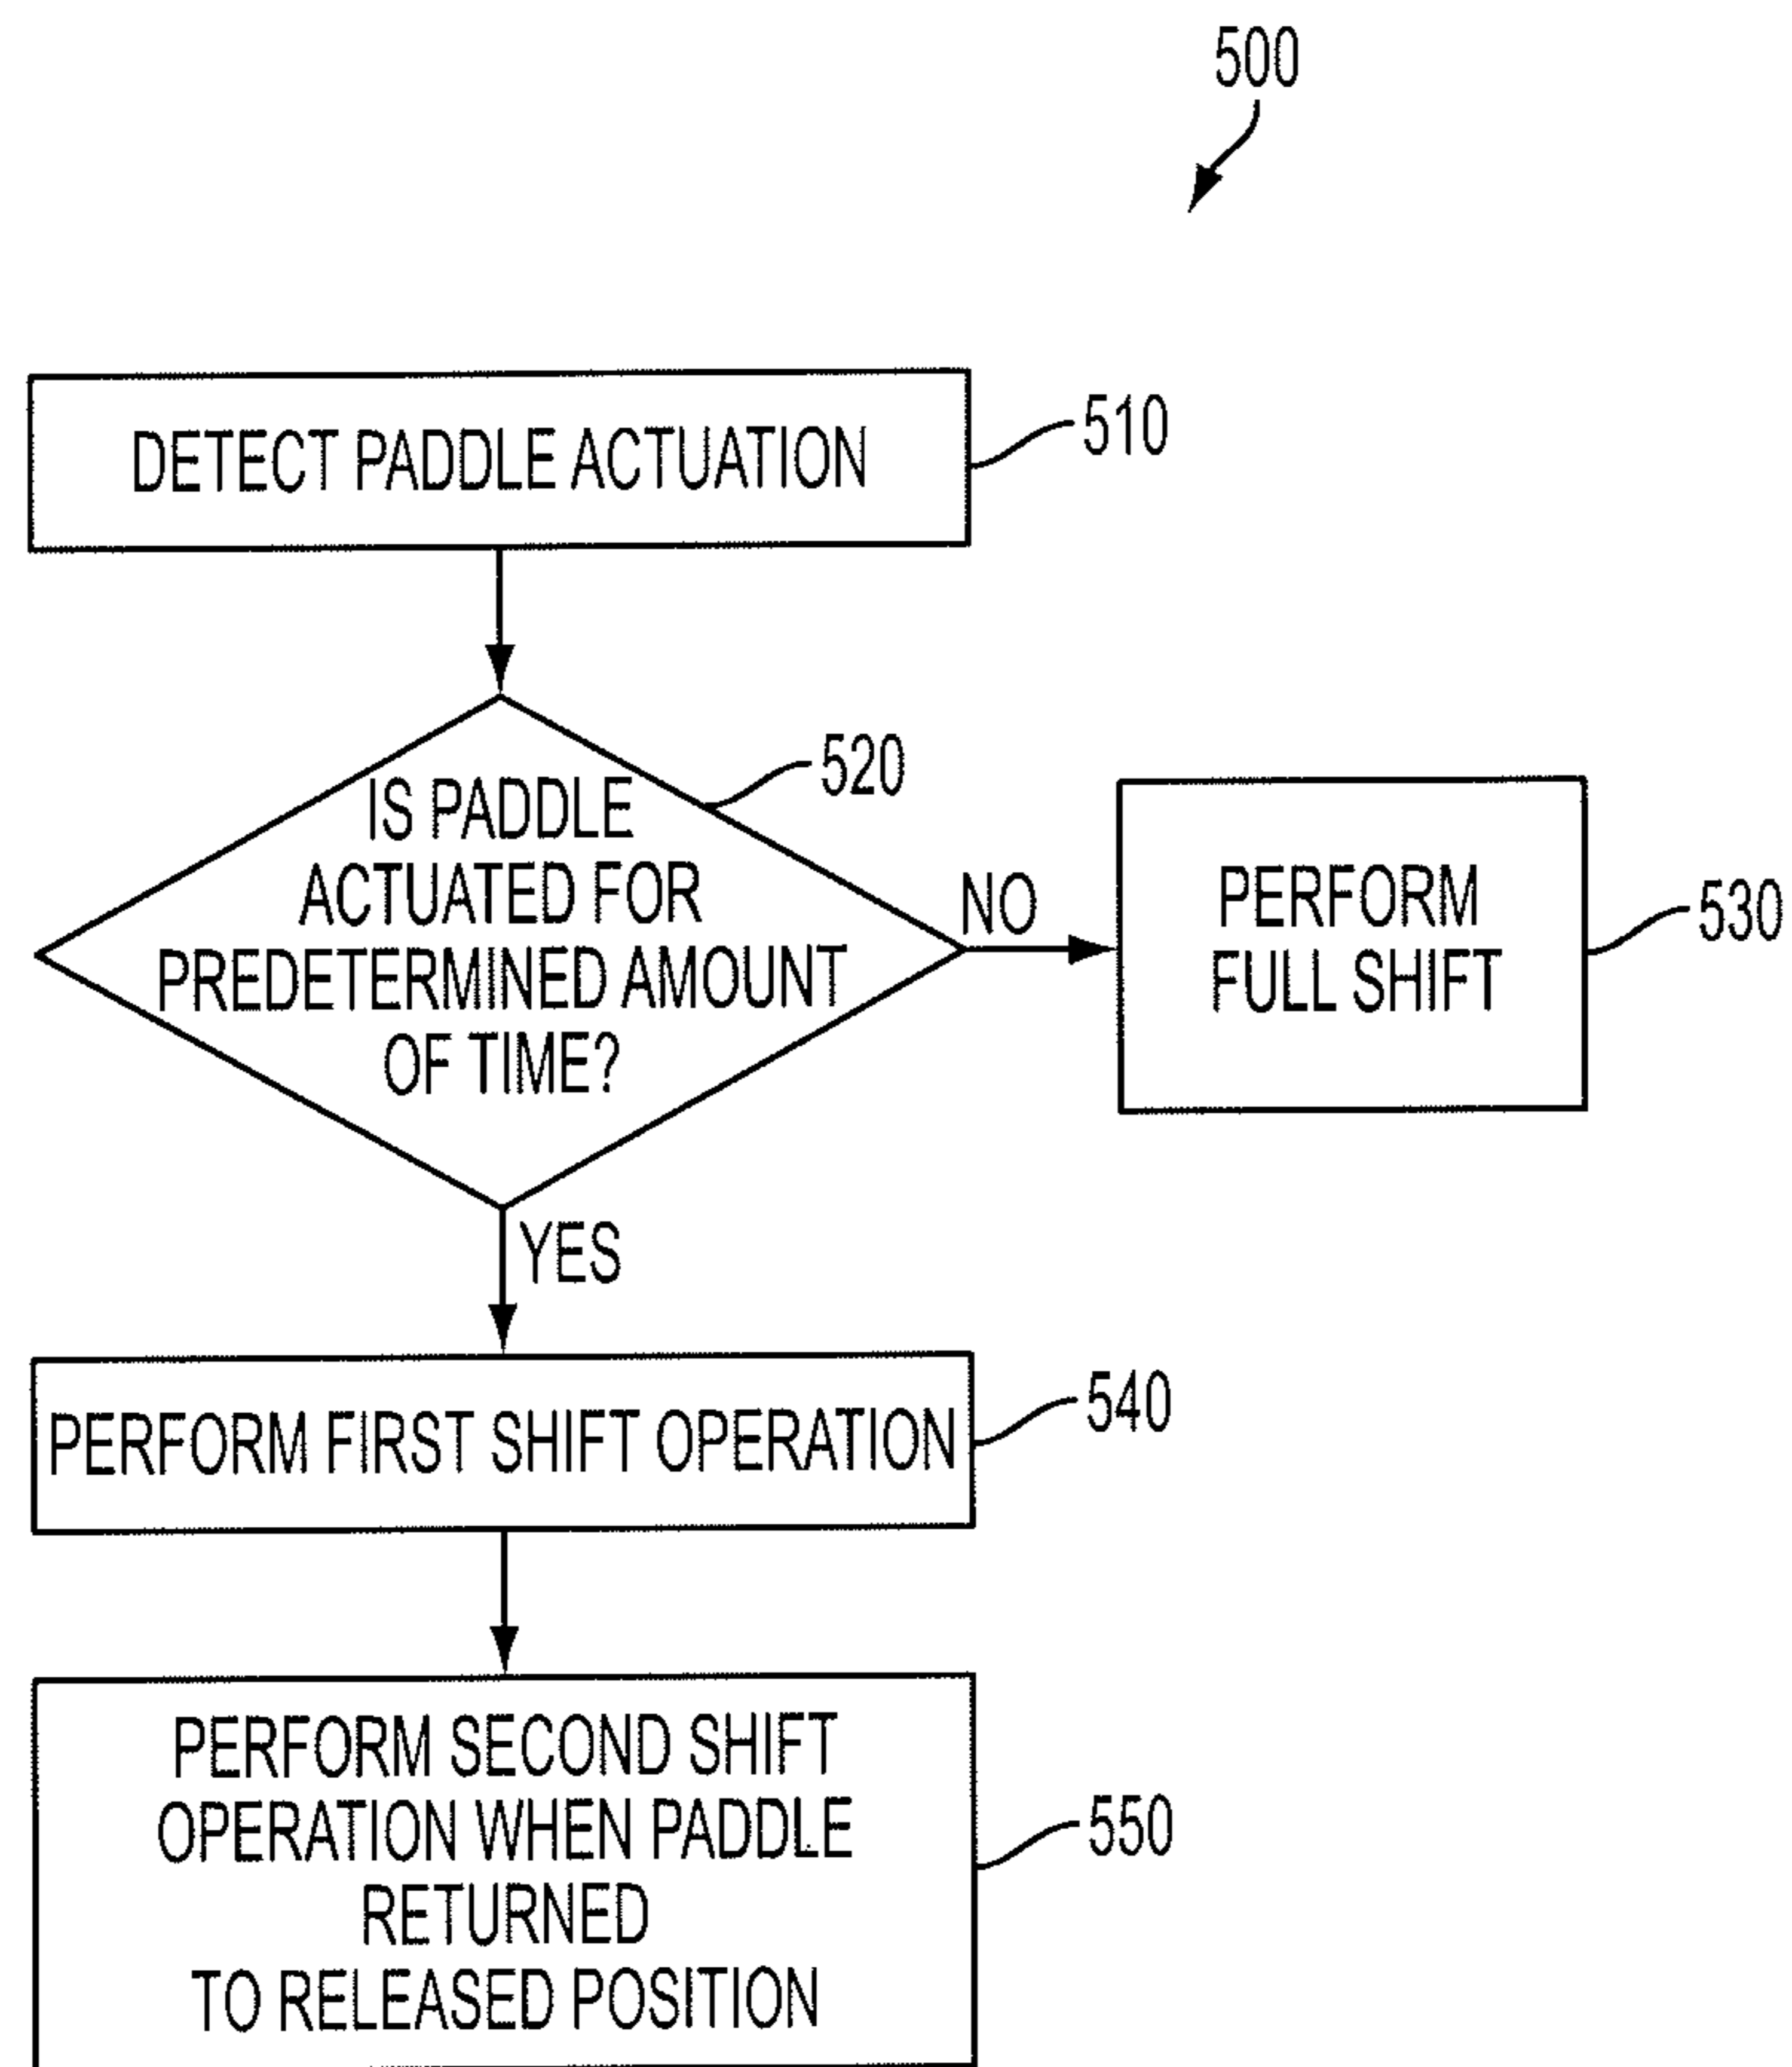 500
DETECT PADDLE ACTUATION
510
IS PADDLE
ACTUATED FOR
PREDETERMINED AMOUNT
OF TIME?
520
NO
PERFORM
FULL SHIFT
530
YES
PERFORM FIRST SHIFT OPERATION
540
PERFORM SECOND SHIFT
OPERATION WHEN PADDLE
RETURNED
TO RELEASED POSITION
550